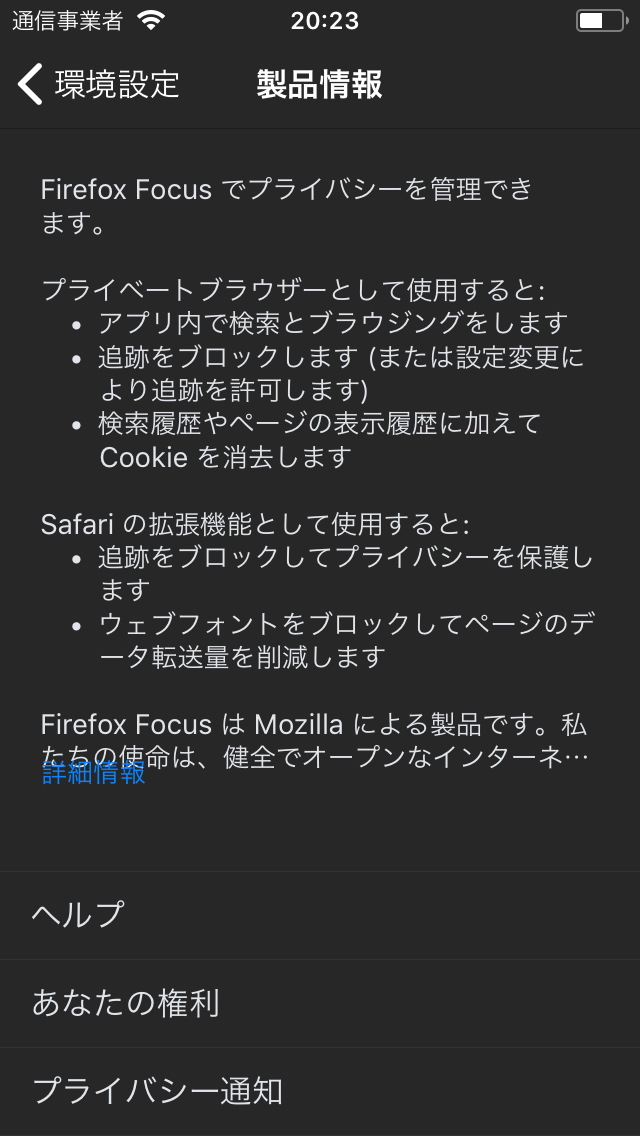 通信事業者 20:23
環境設定 製品情報
Firefox Focus でプライバシーを管理でき
ます。
プライベートブラウザーとして使用すると:
• アプリ内で検索とブラウジングをします
• 追跡をブロックします (または設定変更に
より追跡を許可します)
• 検索履歴やページの表示履歴に加えて
Cookie を消去します
Safari の拡張機能として使用すると:
• 追跡をブロックしてプライバシーを保護し
ます
• ウェブフォントをブロックしてページのデ
ータ転送量を削減します
Firefox Focus は Mozilla による製品です。私
たちの使命は、健全でオープンなインターネ…
詳細情報
ヘルプ
あなたの権利
プライバシー通知